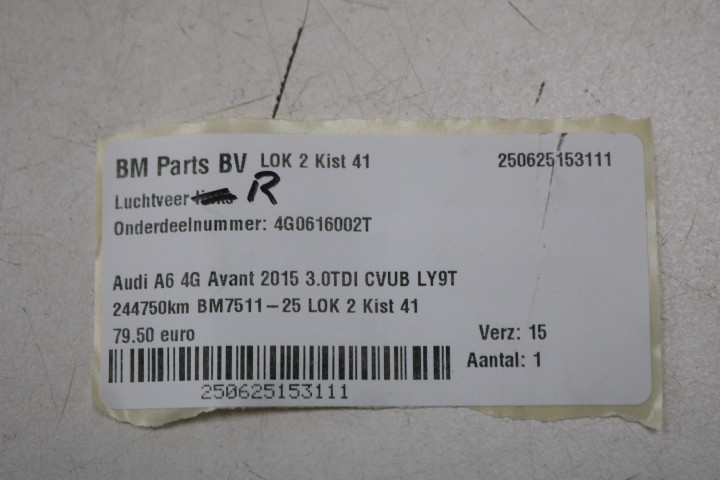 BM Parts BV LOK 2 Kist 41 250625153111
Luchtveer links R
Onderdeelnummer: 4G0616002T
Audi A6 4G Avant 2015 3.0TDI CVUB LY9T
244750km BM7511-25 LOK 2 Kist 41
79.50 euro Verz: 15
Aantal: 1
250625153111